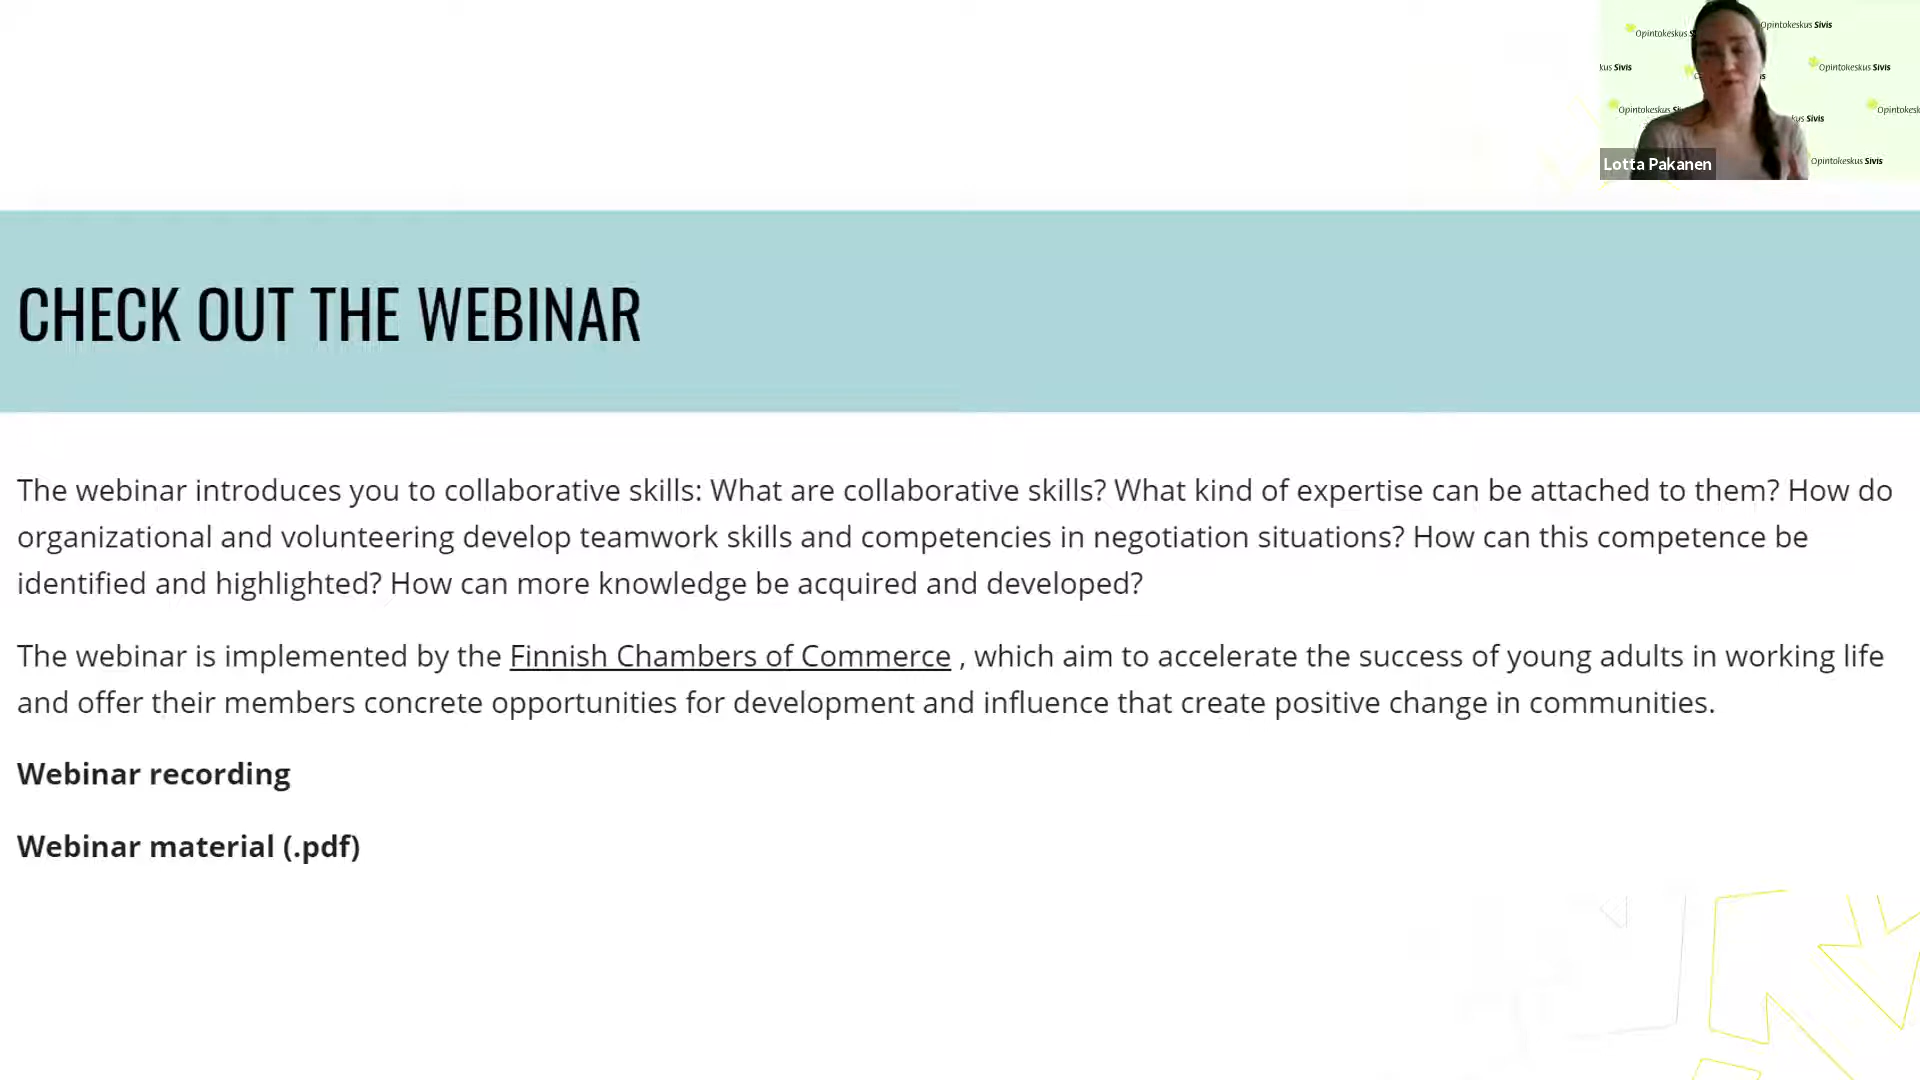 Opintokeskus Sivis
Opintokeskus
kus Sivis
Opintokeskus Sivis
Opintokeskus
kus Sivis
Opintokesk
Opintokeskus Sivis
Lotta Pakanen
CHECK OUT THE WEBINAR
The webinar introduces you to collaborative skills: What are collaborative skills? What kind of expertise can be attached to them? How do
organizational and volunteering develop teamwork skills and competencies in negotiation situations? How can this competence be
identified and highlighted? How can more knowledge be acquired and developed?
The webinar is implemented by the Finnish Chambers of Commerce , which aim to accelerate the success of young adults in working life
and offer their members concrete opportunities for development and influence that create positive change in communities.
Webinar recording
Webinar material (.pdf)